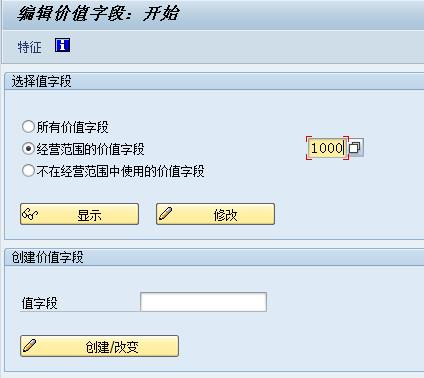 编辑价值字段：开始
特征
选择值字段
所有价值字段
经营范围的价值字段 1000
不在经营范围中使用的价值字段
显示 修改
创建价值字段
值字段
创建/改变